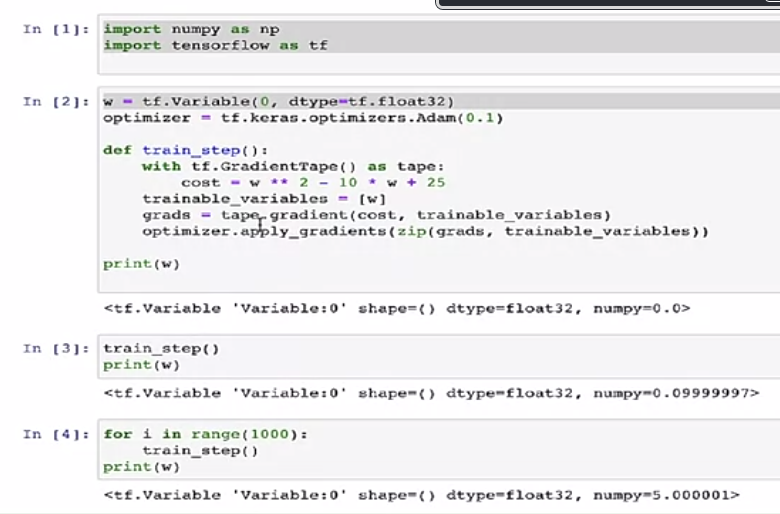 In [1]: import numpy as np
import tensorflow as tf
In [2]: w = tf.Variable(0, dtype=tf.float32)
optimizer = tf.keras.optimizers.Adam(0.1)
def train_step():
    with tf.GradientTape() as tape:
        cost = w ** 2 - 10 * w + 25
    trainable_variables = [w]
    grads = tape.gradient(cost, trainable_variables)
    optimizer.apply_gradients(zip(grads, trainable_variables))
print(w)
<tf.Variable 'Variable:0' shape=() dtype=float32, numpy=0.0>
In [3]: train_step()
print(w)
<tf.Variable 'Variable:0' shape=() dtype=float32, numpy=0.09999997>
In [4]: for i in range(1000):
    train_step()
print(w)
<tf.Variable 'Variable:0' shape=() dtype=float32, numpy=5.000001>